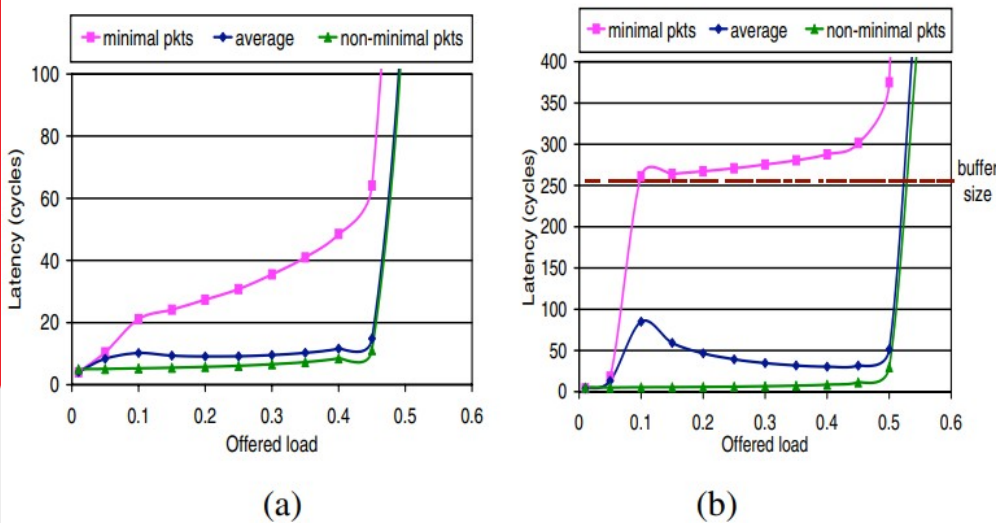 minimal pkts average non-minimal pkts
Latency (cycles)
100
80
60
40
20
0
0 0.1 0.2 0.3 0.4 0.5 0.6
Offered load
(a)
minimal pkts average non-minimal pkts
Latency (cycles)
400
350
300
250
200
150
100
50
0
buffer
size
0 0.1 0.2 0.3 0.4 0.5 0.6
Offered load
(b)